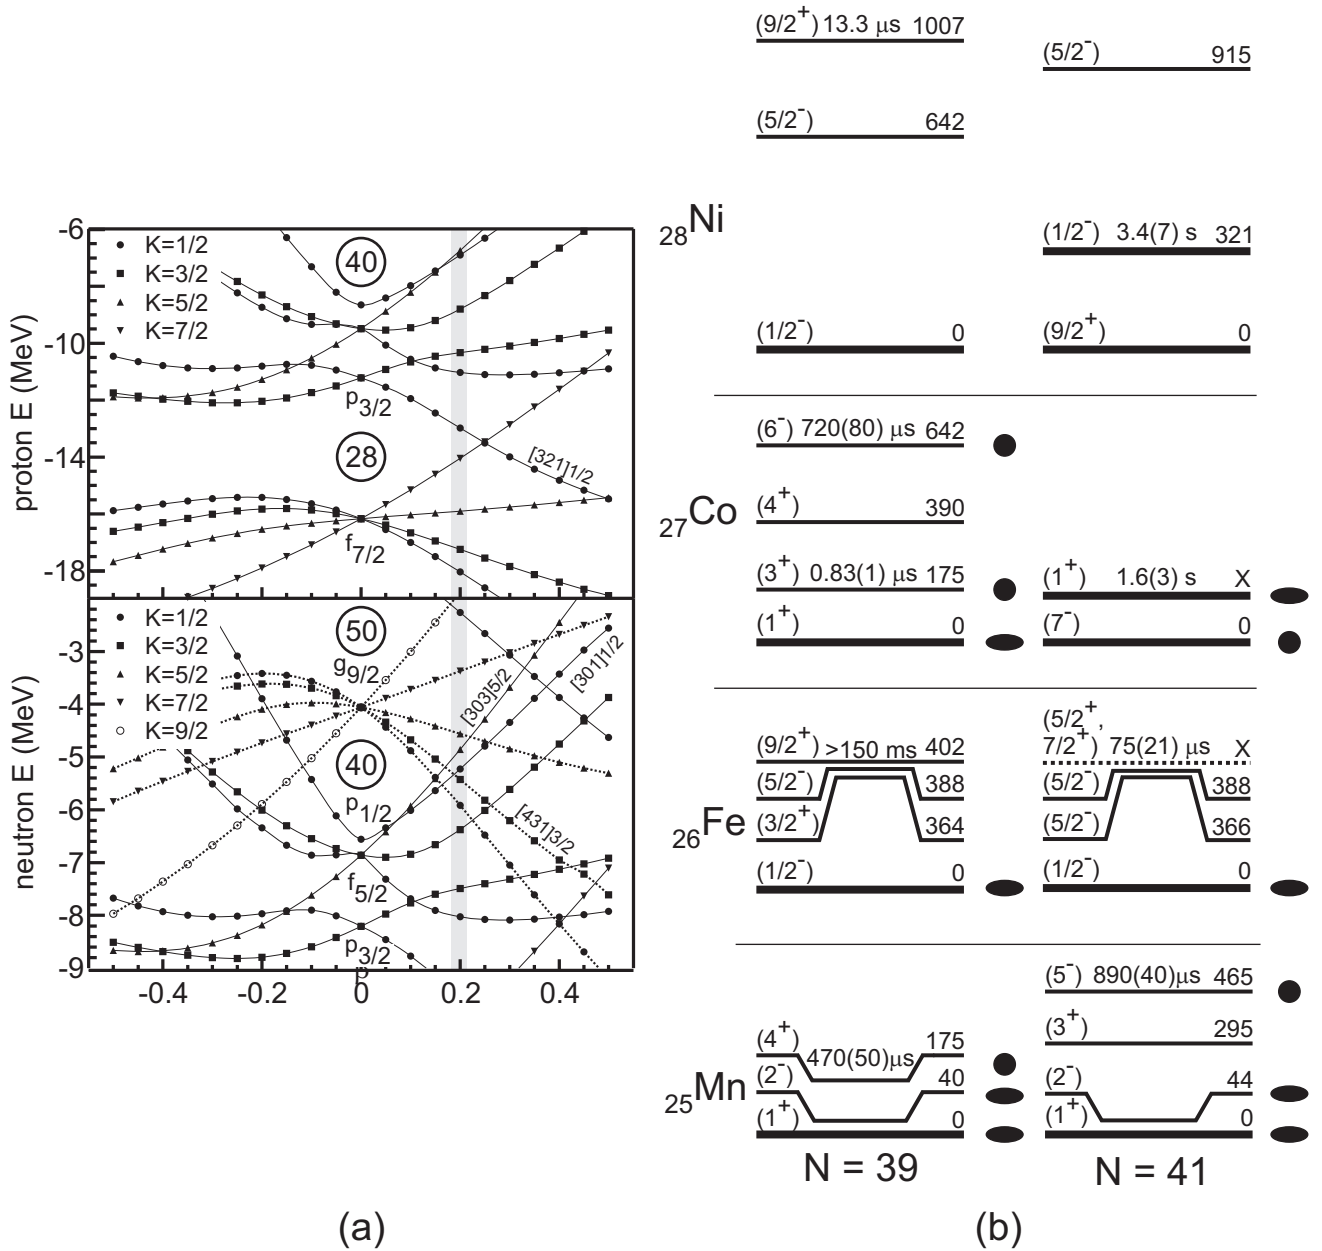 -6
-10
-14
-18
proton E (MeV)
K=1/2
K=3/2
K=5/2
K=7/2
40
p3/2
28
[321]1/2
f7/2
-3
-4
-5
-6
-7
-8
-9
neutron E (MeV)
K=1/2
K=3/2
K=5/2
K=7/2
K=9/2
50
g9/2
[303]5/2
[301]1/2
40
p1/2
[431]3/2
f5/2
p3/2
p
-0.4 -0.2 0 0.2 0.4
(a)
(9/2+) 13.3 μs 1007
(5/2-) 642
(1/2-) 0
28Ni
(5/2-) 915
(1/2-) 3.4(7) s 321
(9/2+) 0
(6-) 720(80) μs 642
(4+) 390
27Co
(3+) 0.83(1) μs 175
(1+) 0
(1+) 1.6(3) s X
(7-) 0
(9/2+) >150 ms 402
(5/2-) 388
26Fe
(3/2+) 364
(1/2-) 0
(5/2+,
7/2+) 75(21) μs X
(5/2-) 388
(5/2-) 366
(1/2-) 0
(4+) 175
470(50)μs
25Mn
(2-) 40
(1+) 0
(5-) 890(40)μs 465
(3+) 295
(2-) 44
(1+) 0
N = 39
N = 41
(b)